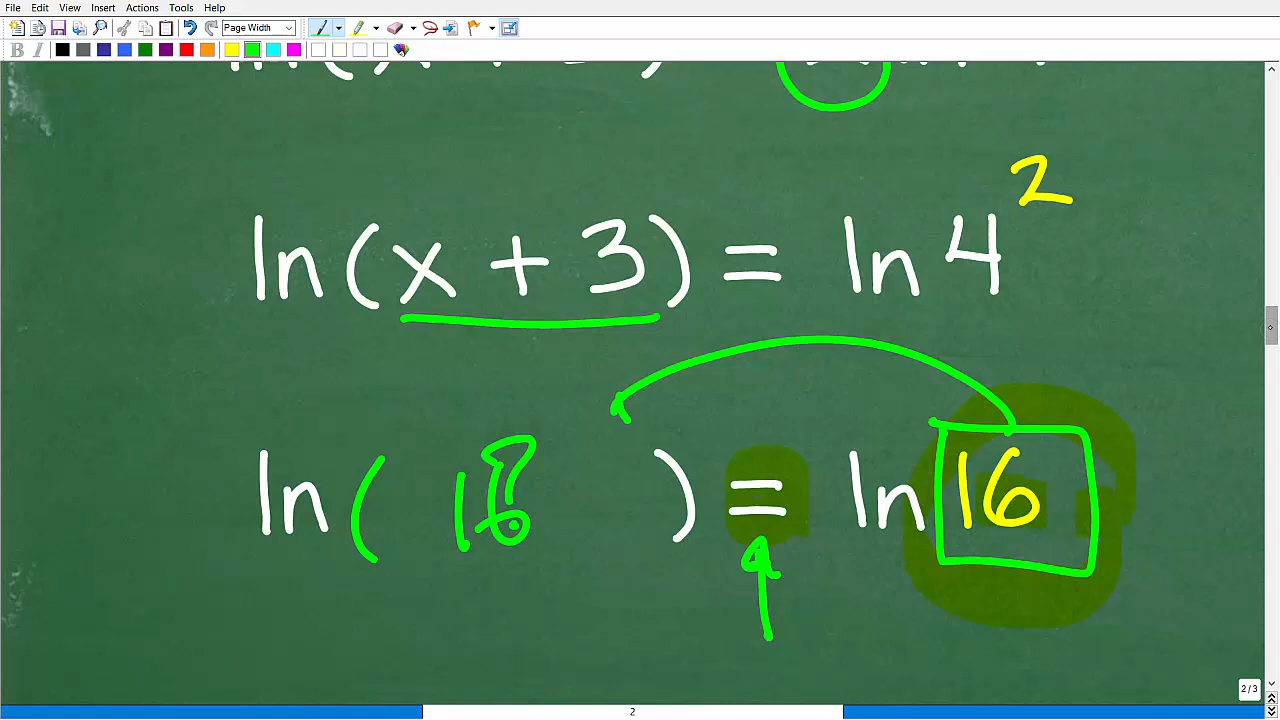 File Edit View Insert Actions Tools Help
Page Width
B I
ln(x + 3) = ln 4²
ln( 16 ) = ln 16
2 / 3
2